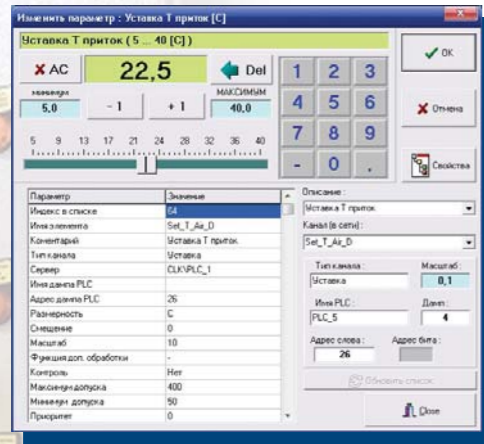 Изменить параметр : Уставка Т приток [C]
Уставка Т приток ( 5 ... 40 [C] )
OK
AC 22,5 Del
1 2 3
минимум МАКСИМУМ
5,0 - 1 + 1 40,0
4 5 6
Отмена
7 8 9
5 9 13 17 21 24 28 32 36 40
- 0 .
Свойства
Параметр Значение
Индекс в списке 64
Имя элемента Set_T_Air_D
Коментарий Уставка Т приток.
Тип канала Уставка
Сервер CLK\PLC_1
Имя дампа PLC
Адрес дампа PLC 26
Размерность C
Смещение 0
Масштаб 10
Функция доп. обработки -
Контроль Нет
Максимум допуска 400
Минимум допуска 50
Приоритет 0
Описание :
Уставка Т приток.
Канал (в сети) :
Set_T_Air_D
Тип канала : Масштаб :
Уставка 0,1
Имя PLC : Дамп :
PLC_5 4
Адрес слова : Адрес бита :
26
Обновить список
Close